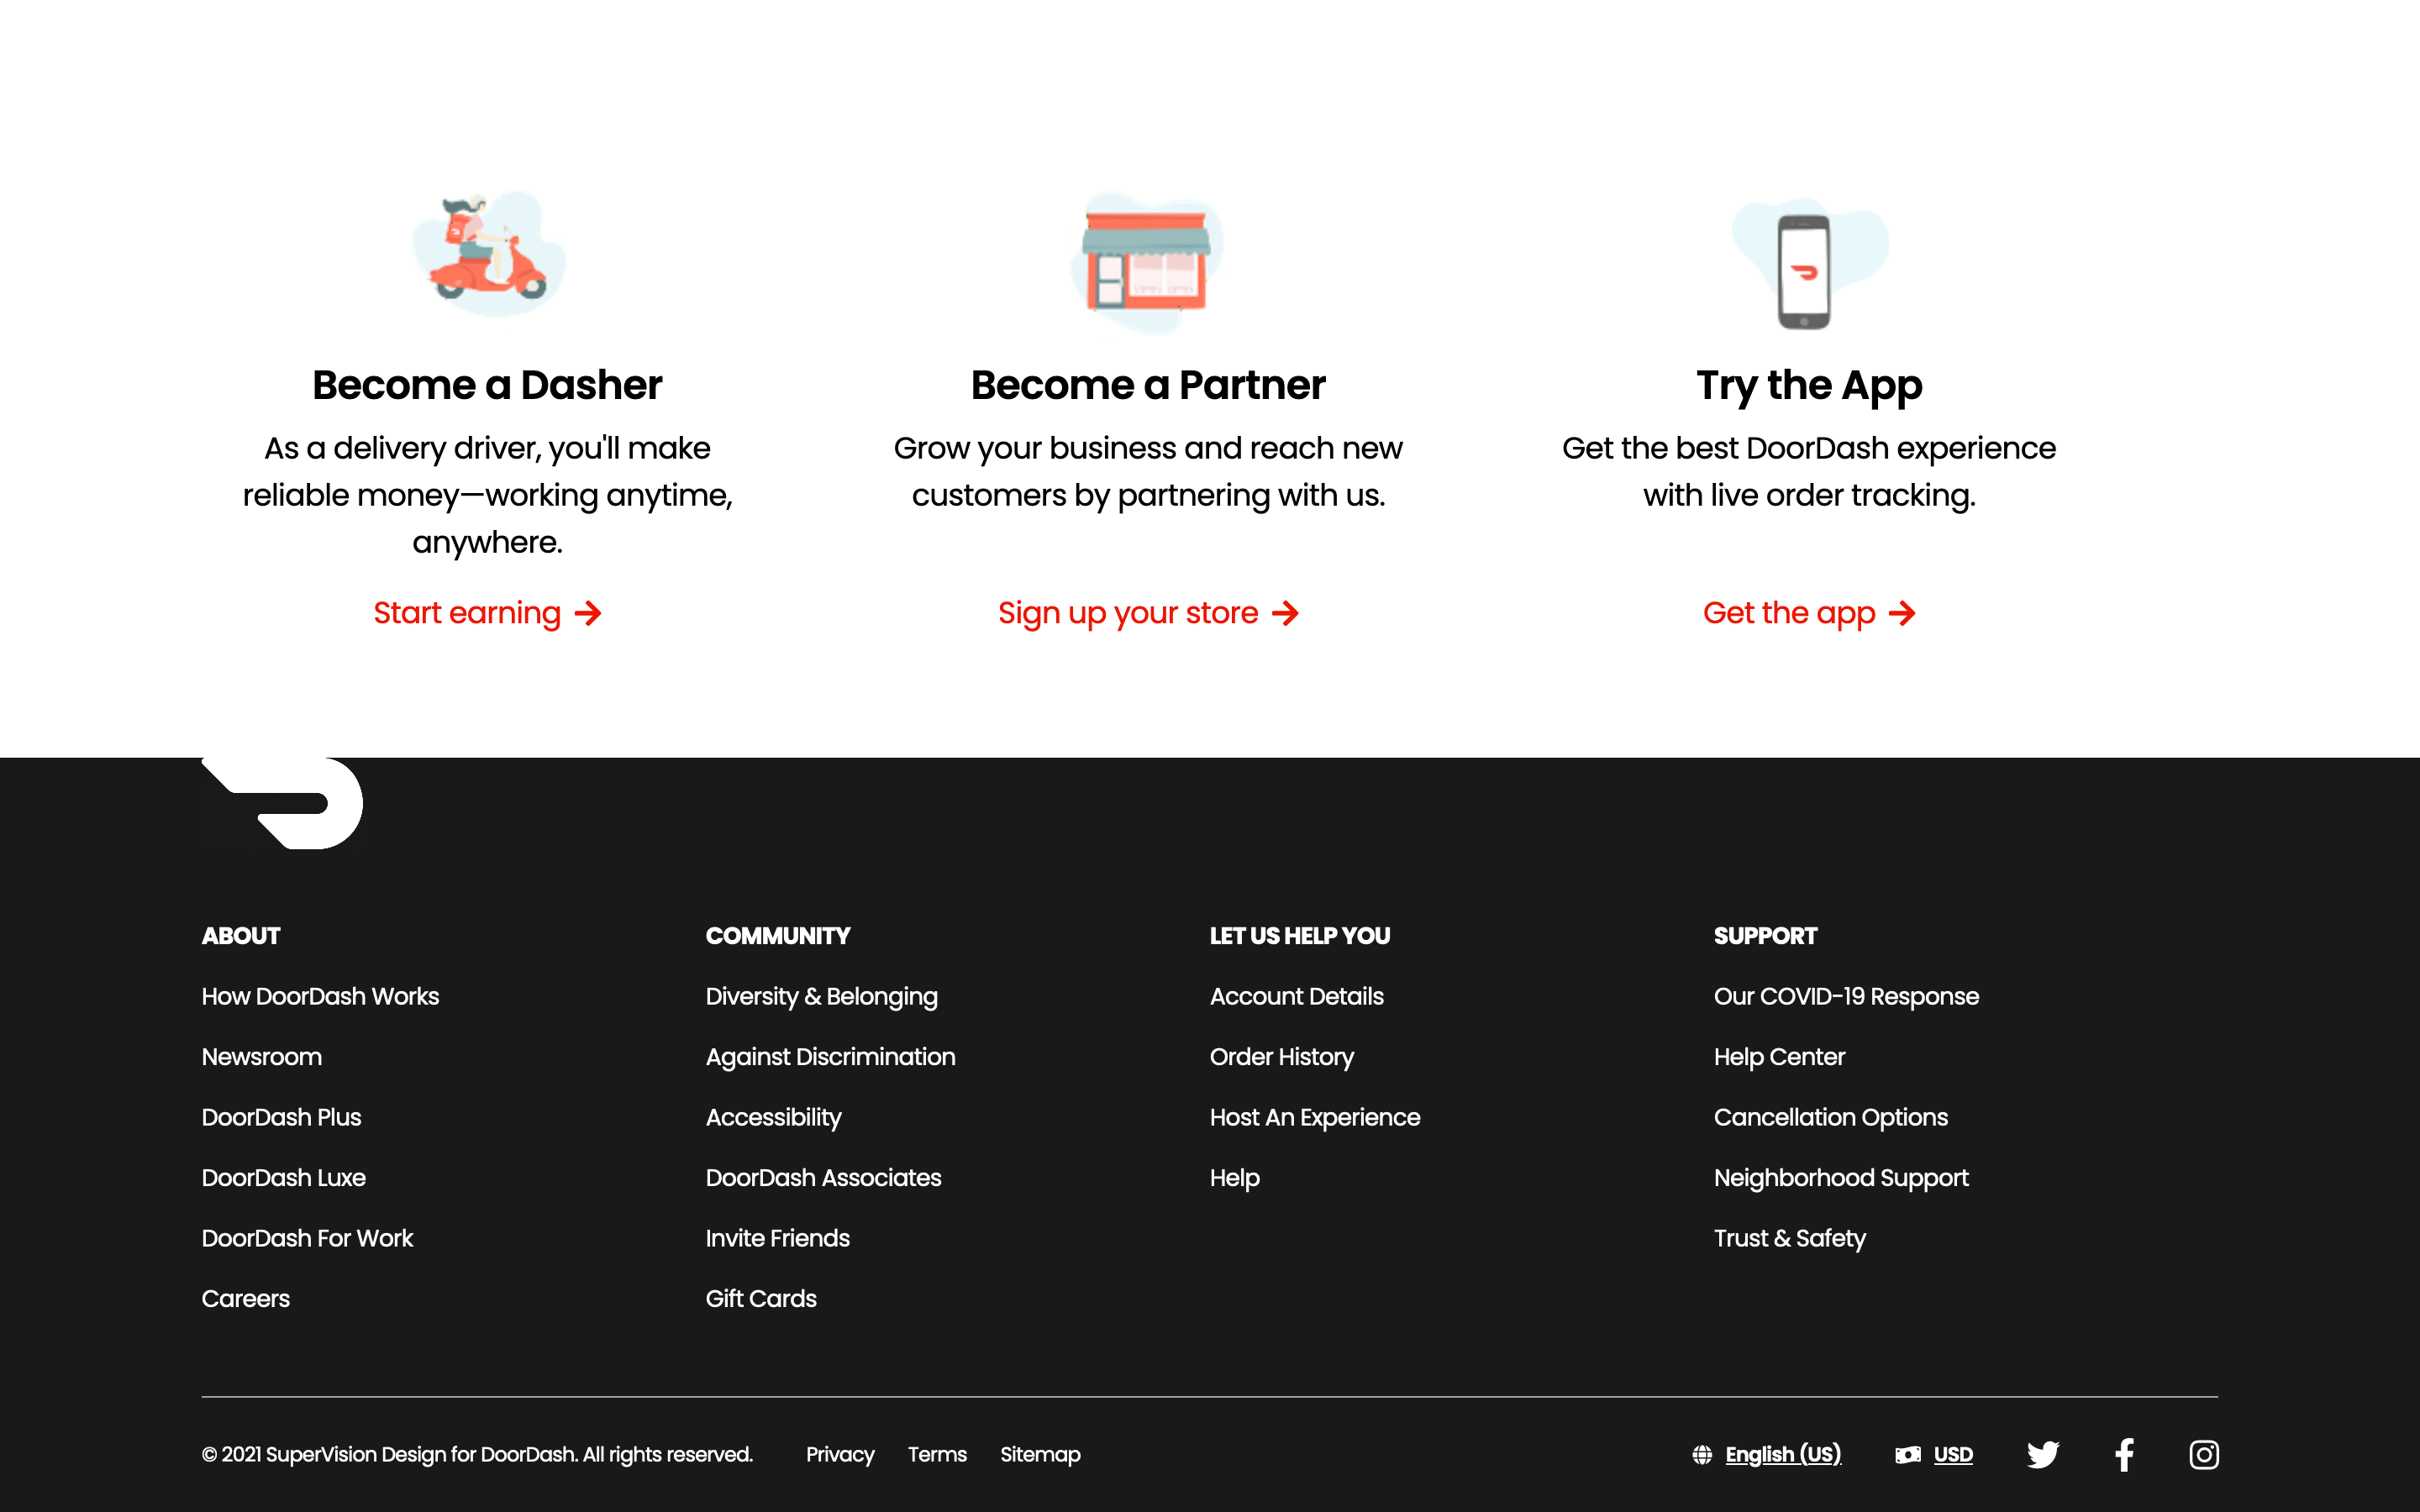 Become a Dasher
As a delivery driver, you'll make
reliable money—working anytime,
anywhere.
Start earning
Become a Partner
Grow your business and reach new
customers by partnering with us.
Sign up your store
Try the App
Get the best DoorDash experience
with live order tracking.
Get the app
ABOUT
How DoorDash Works
Newsroom
DoorDash Plus
DoorDash Luxe
DoorDash For Work
Careers
COMMUNITY
Diversity & Belonging
Against Discrimination
Accessibility
DoorDash Associates
Invite Friends
Gift Cards
LET US HELP YOU
Account Details
Order History
Host An Experience
Help
SUPPORT
Our COVID-19 Response
Help Center
Cancellation Options
Neighborhood Support
Trust & Safety
© 2021 SuperVision Design for DoorDash. All rights reserved. Privacy Terms Sitemap English (US) USD